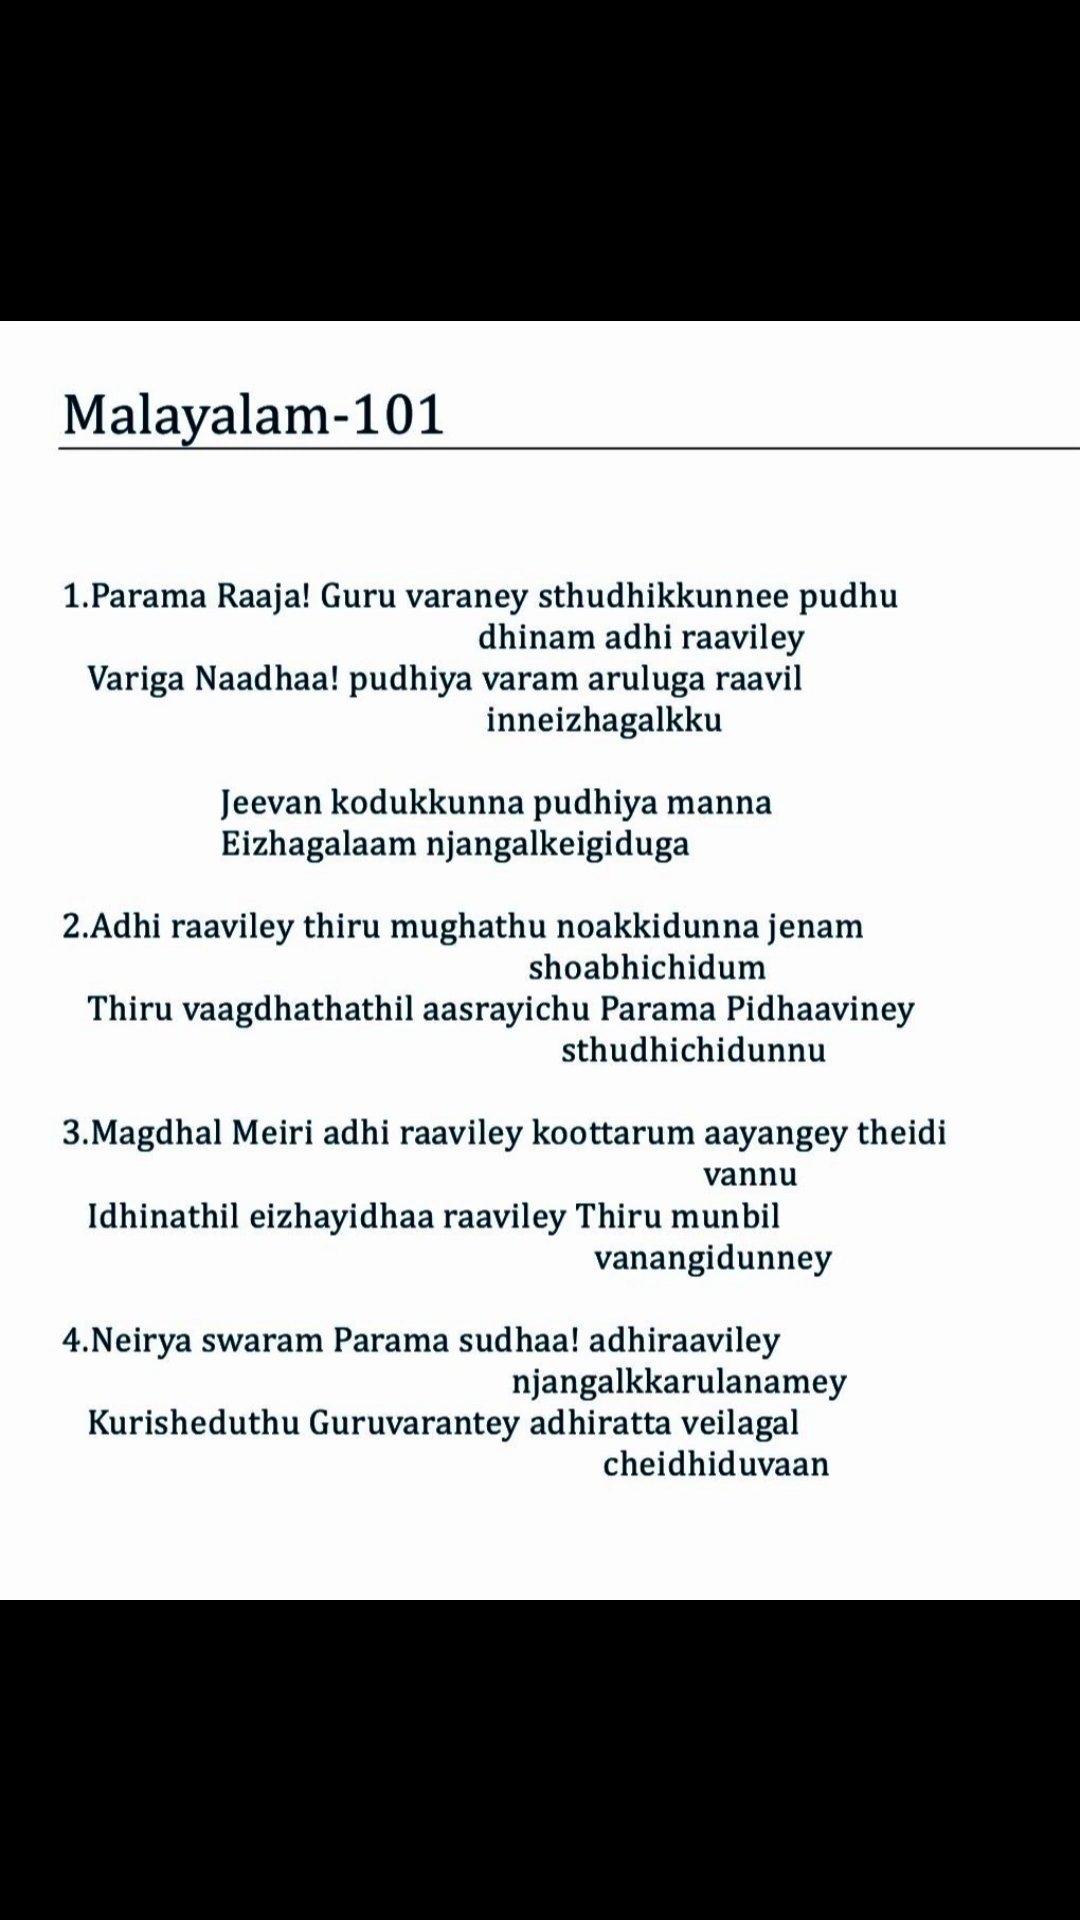 Malayalam-101
1.Parama Raaja! Guru varaney sthudhikkunnee pudhu
dhinam adhi raaviley
Variga Naadhaa! pudhiya varam aruluga raavil
inneizhagalkku
Jeevan kodukkunna pudhiya manna
Eizhagalaam njangalkeigiduga
2.Adhi raaviley thiru mughathu noakkidunna jenam
shoabhichidum
Thiru vaagdhathathil aasrayichu Parama Pidhaaviney
sthudhichidunnu
3.Magdhal Meiri adhi raaviley koottarum aayangey theidi
vannu
Idhinathil eizhayidhaa raaviley Thiru munbil
vanangidunney
4.Neirya swaram Parama sudhaa! adhiraaviley
njangalkkarulanamey
Kurisheduthu Guruvarantey adhiratta veilagal
cheidhiduvaan